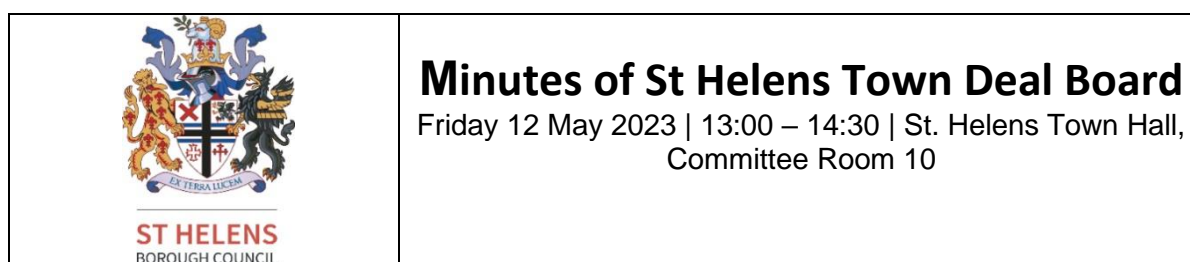 EX TERRA LUCEM
ST HELENS
BOROUGH COUNCIL
Minutes of St Helens Town Deal Board
Friday 12 May 2023 | 13:00 – 14:30 | St. Helens Town Hall,
Committee Room 10